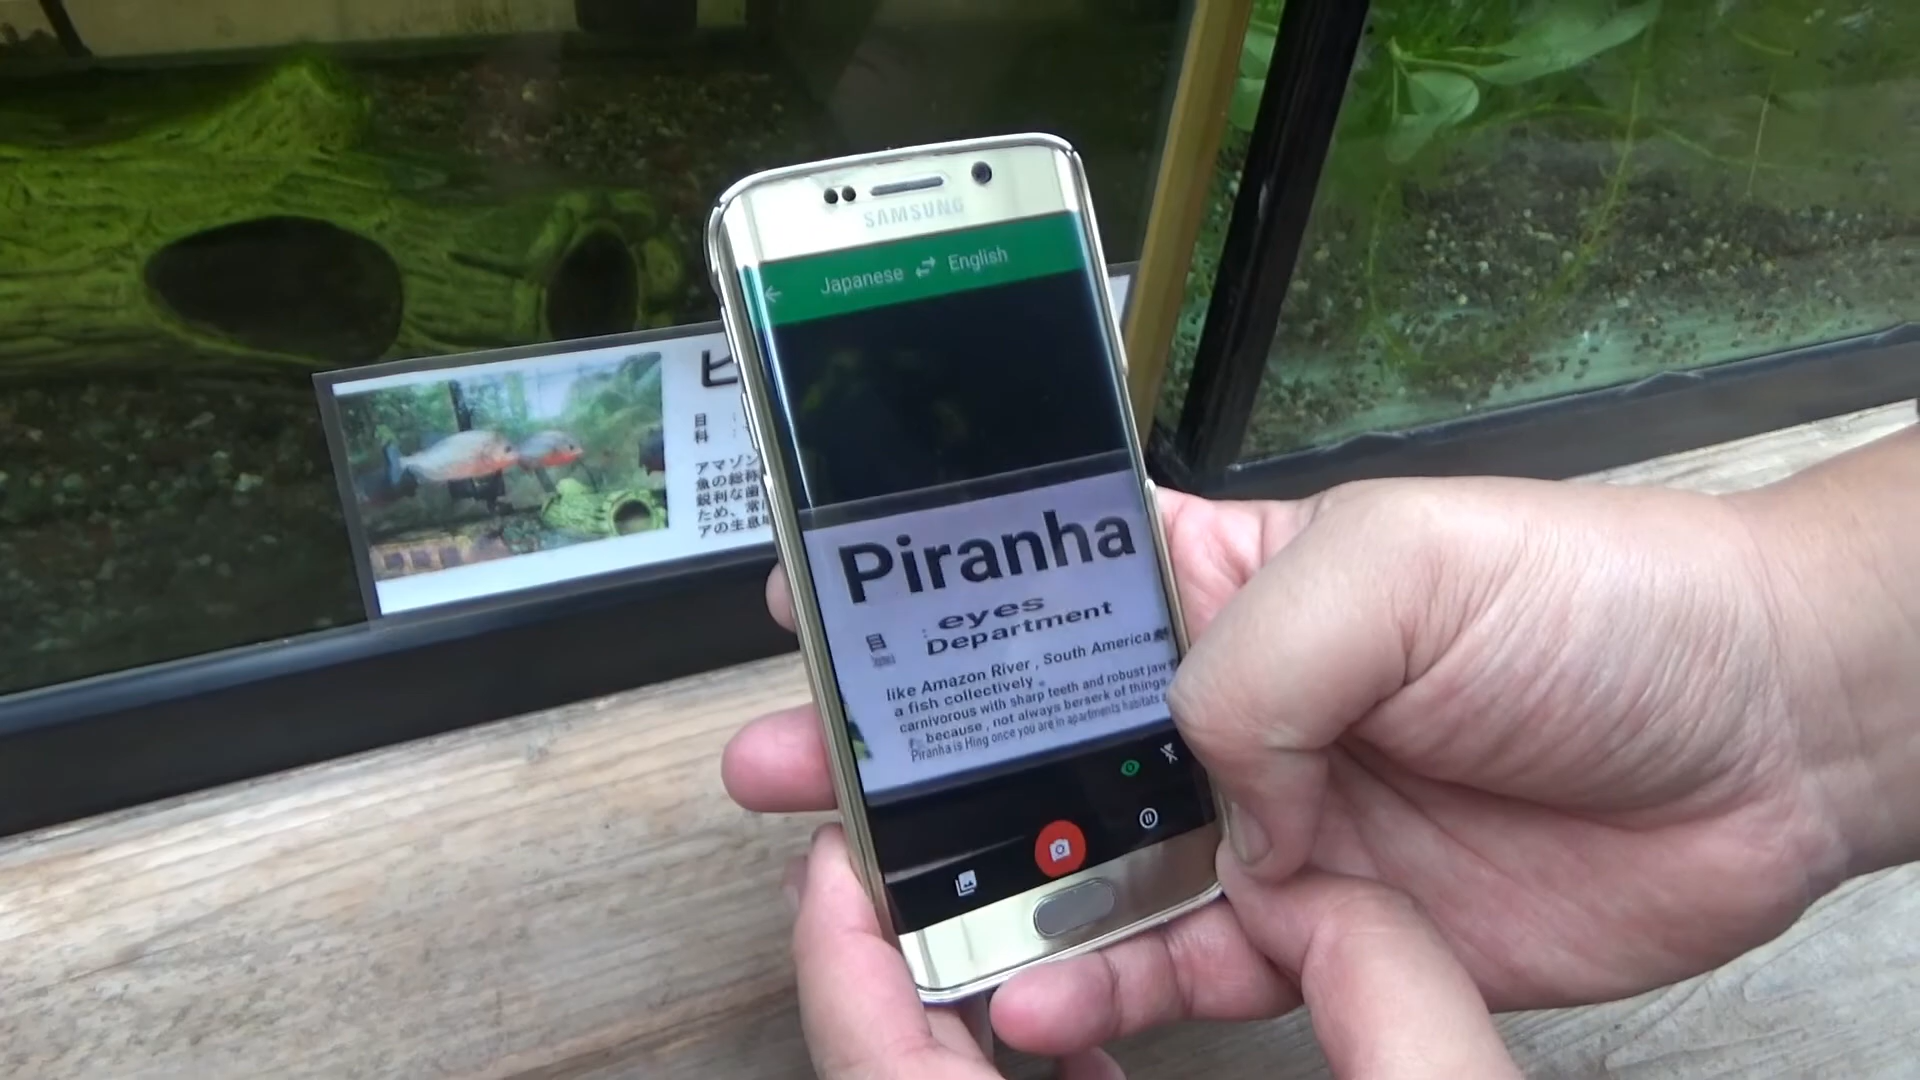 SAMSUNG
Japanese English
Piranha
目 : eyes
Department
like Amazon River , South America
a fish collectively 。
carnivorous with sharp teeth and robust jaw
because , not always berserk of things
Piranha is Hing once you are in apartments habitats
ピ
目 :
科 :
アマゾン
魚の総称
鋭利な歯
ため、常に
アの生息